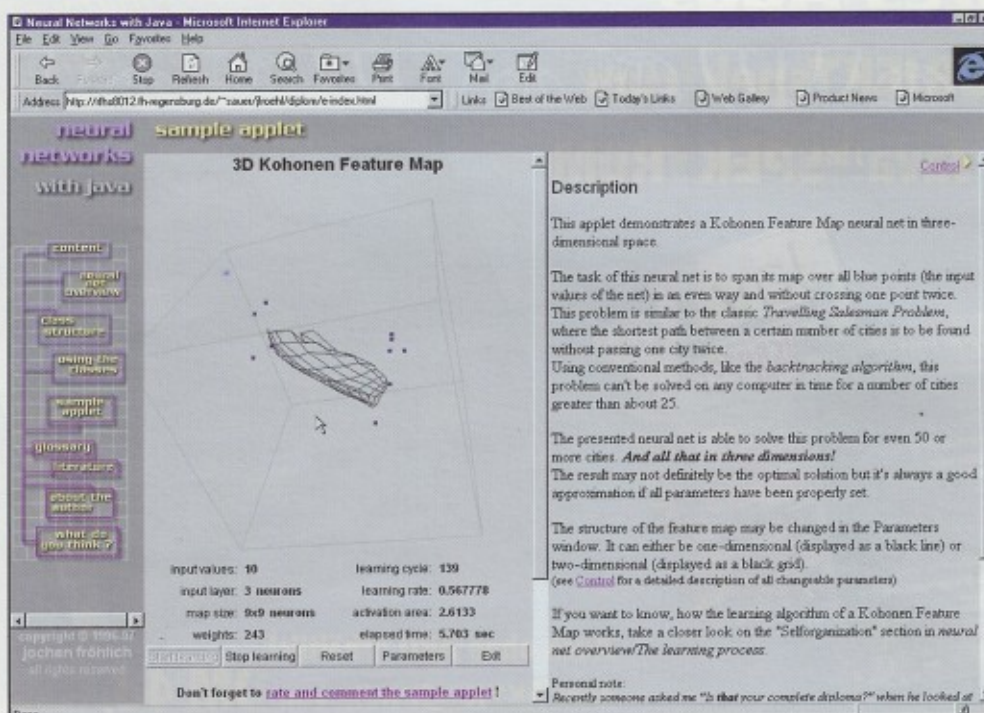 Neural Networks with Java - Microsoft Internet Explorer
File Edit View Go Favorites Help
Back Stop Refresh Home Search Favorites Print Font Mail Edit
Address Links Best of the Web Today's Links Web Gallery Product News Microsoft
neural
networks
with java
sample applet
content
neural
net
overview
class
structure
using the
classes
sample
applet
glossary
literature
about the
author
what do
you think ?
copyright © 1996-97
jochen fröhlich
all rights reserved
3D Kohonen Feature Map
input values: 10 learning cycle: 139
input layer: 3 neurons learning rate: 0.567778
map size: 9x9 neurons activation area: 2.6133
weights: 243 elapsed time: 5.703 sec
Stop learning Reset Parameters Exit
Don't forget to rate and comment the sample applet !
Control
Description
This applet demonstrates a Kohonen Feature Map neural net in three-
dimensional space.
The task of this neural net is to span its map over all blue points (the input
values of the net) in an even way and without crossing one point twice.
This problem is similar to the classic Travelling Salesman Problem,
where the shortest path between a certain number of cities is to be found
without passing one city twice.
Using conventional methods, like the backtracking algorithm, this
problem can't be solved on any computer in time for a number of cities
greater than about 25.
The presented neural net is able to solve this problem for even 50 or
more cities. And all that in three dimensions!
The result may not definitely be the optimal solution but it's always a good
approximation if all parameters have been properly set.
The structure of the feature map may be changed in the Parameters
window. It can either be one-dimensional (displayed as a black line) or
two-dimensional (displayed as a black grid).
(see Control for a detailed description of all changeable parameters)
If you want to know, how the learning algorithm of a Kohonen Feature
Map works, take a closer look on the "Selforganization" section in neural
net overview/The learning process.
Personal note:
Recently someone asked me "Is that your complete diploma?" when he looked at